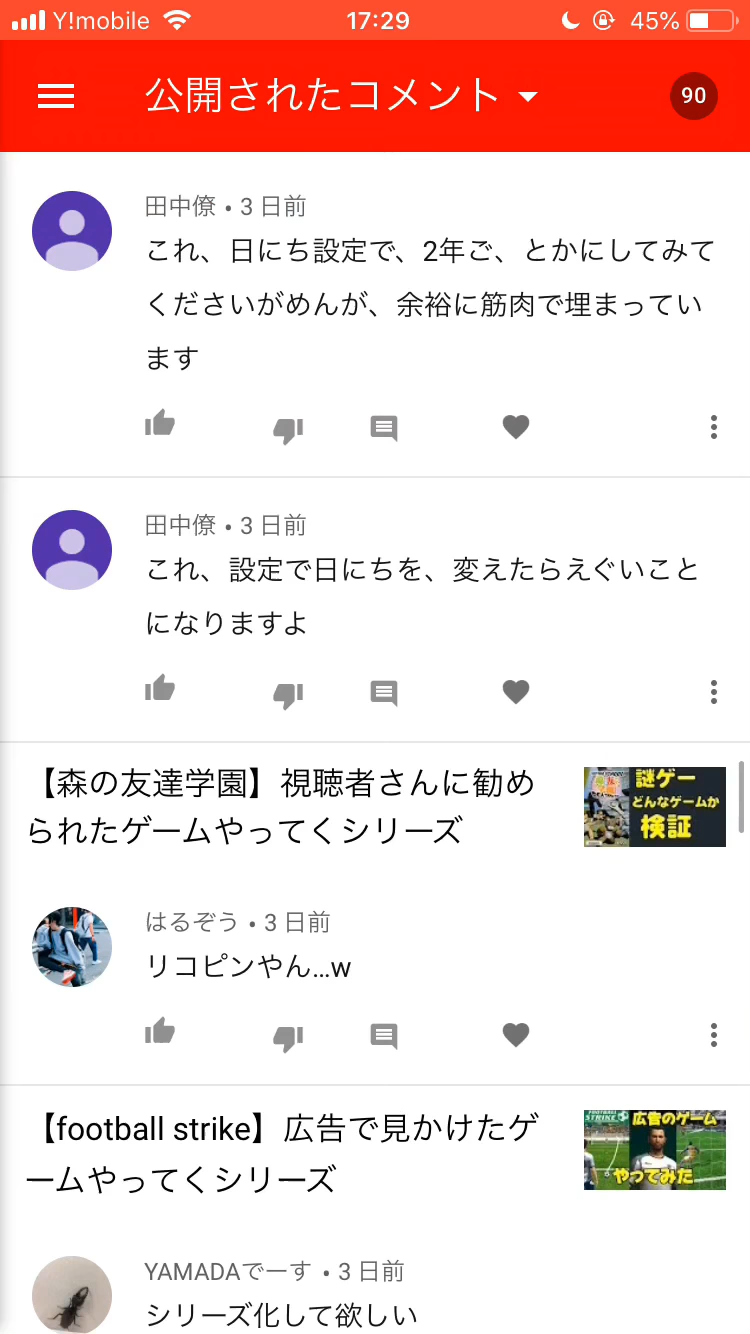 Y!mobile 17:29 45%
公開されたコメント 90
田中僚 • 3 日前
これ、日にち設定で、2年ご、とかにしてみて
くださいがめんが、余裕に筋肉で埋まってい
ます
田中僚 • 3 日前
これ、設定で日にちを、変えたらえぐいこと
になりますよ
【森の友達学園】視聴者さんに勧め
られたゲームやってくシリーズ
謎ゲー
どんなゲームか
検証
はるぞう • 3 日前
リコピンやん...w
【football strike】広告で見かけたゲ
ームやってくシリーズ
FOOTBALL
STRIKE
広告のゲーム
やってみた
YAMADAでーす • 3 日前
シリーズ化して欲しい